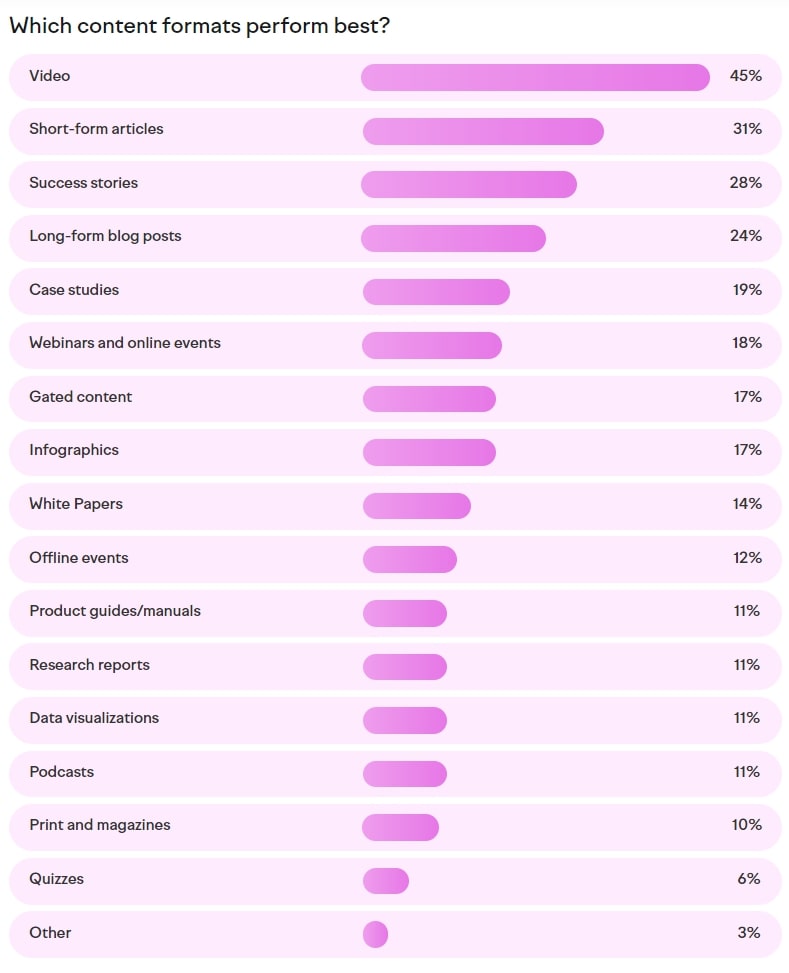 Which content formats perform best?
Video 45%
Short-form articles 31%
Success stories 28%
Long-form blog posts 24%
Case studies 19%
Webinars and online events 18%
Gated content 17%
Infographics 17%
White Papers 14%
Offline events 12%
Product guides/manuals 11%
Research reports 11%
Data visualizations 11%
Podcasts 11%
Print and magazines 10%
Quizzes 6%
Other 3%